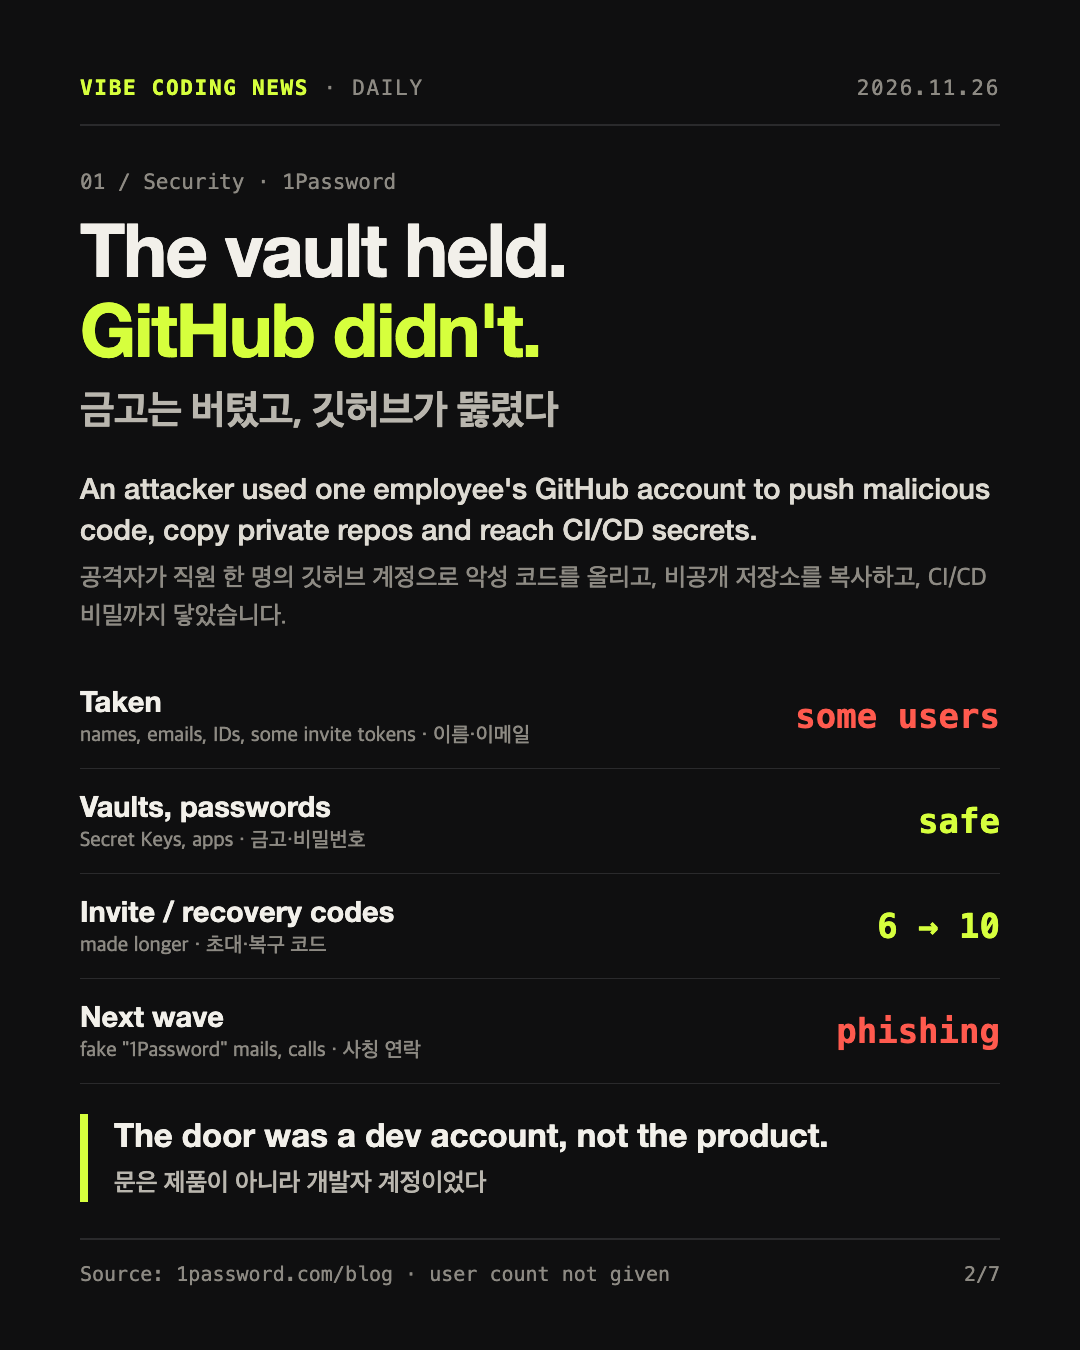 VIBE CODING NEWS · DAILY
2026.11.26
01 / Security · 1Password
The vault held.
GitHub didn't.
금고는 버텼고, 깃허브가 뚫렸다
An attacker used one employee's GitHub account to push malicious
code, copy private repos and reach CI/CD secrets.
공격자가 직원 한 명의 깃허브 계정으로 악성 코드를 올리고, 비공개 저장소를 복사하고, CI/CD
비밀까지 닿았습니다.
Taken
names, emails, IDs, some invite tokens · 이름·이메일
some users
Vaults, passwords
Secret Keys, apps · 금고·비밀번호
safe
Invite / recovery codes
made longer · 초대·복구 코드
6 → 10
Next wave
fake "1Password" mails, calls · 사칭 연락
phishing
The door was a dev account, not the product.
문은 제품이 아니라 개발자 계정이었다
Source: 1password.com/blog · user count not given
2/7